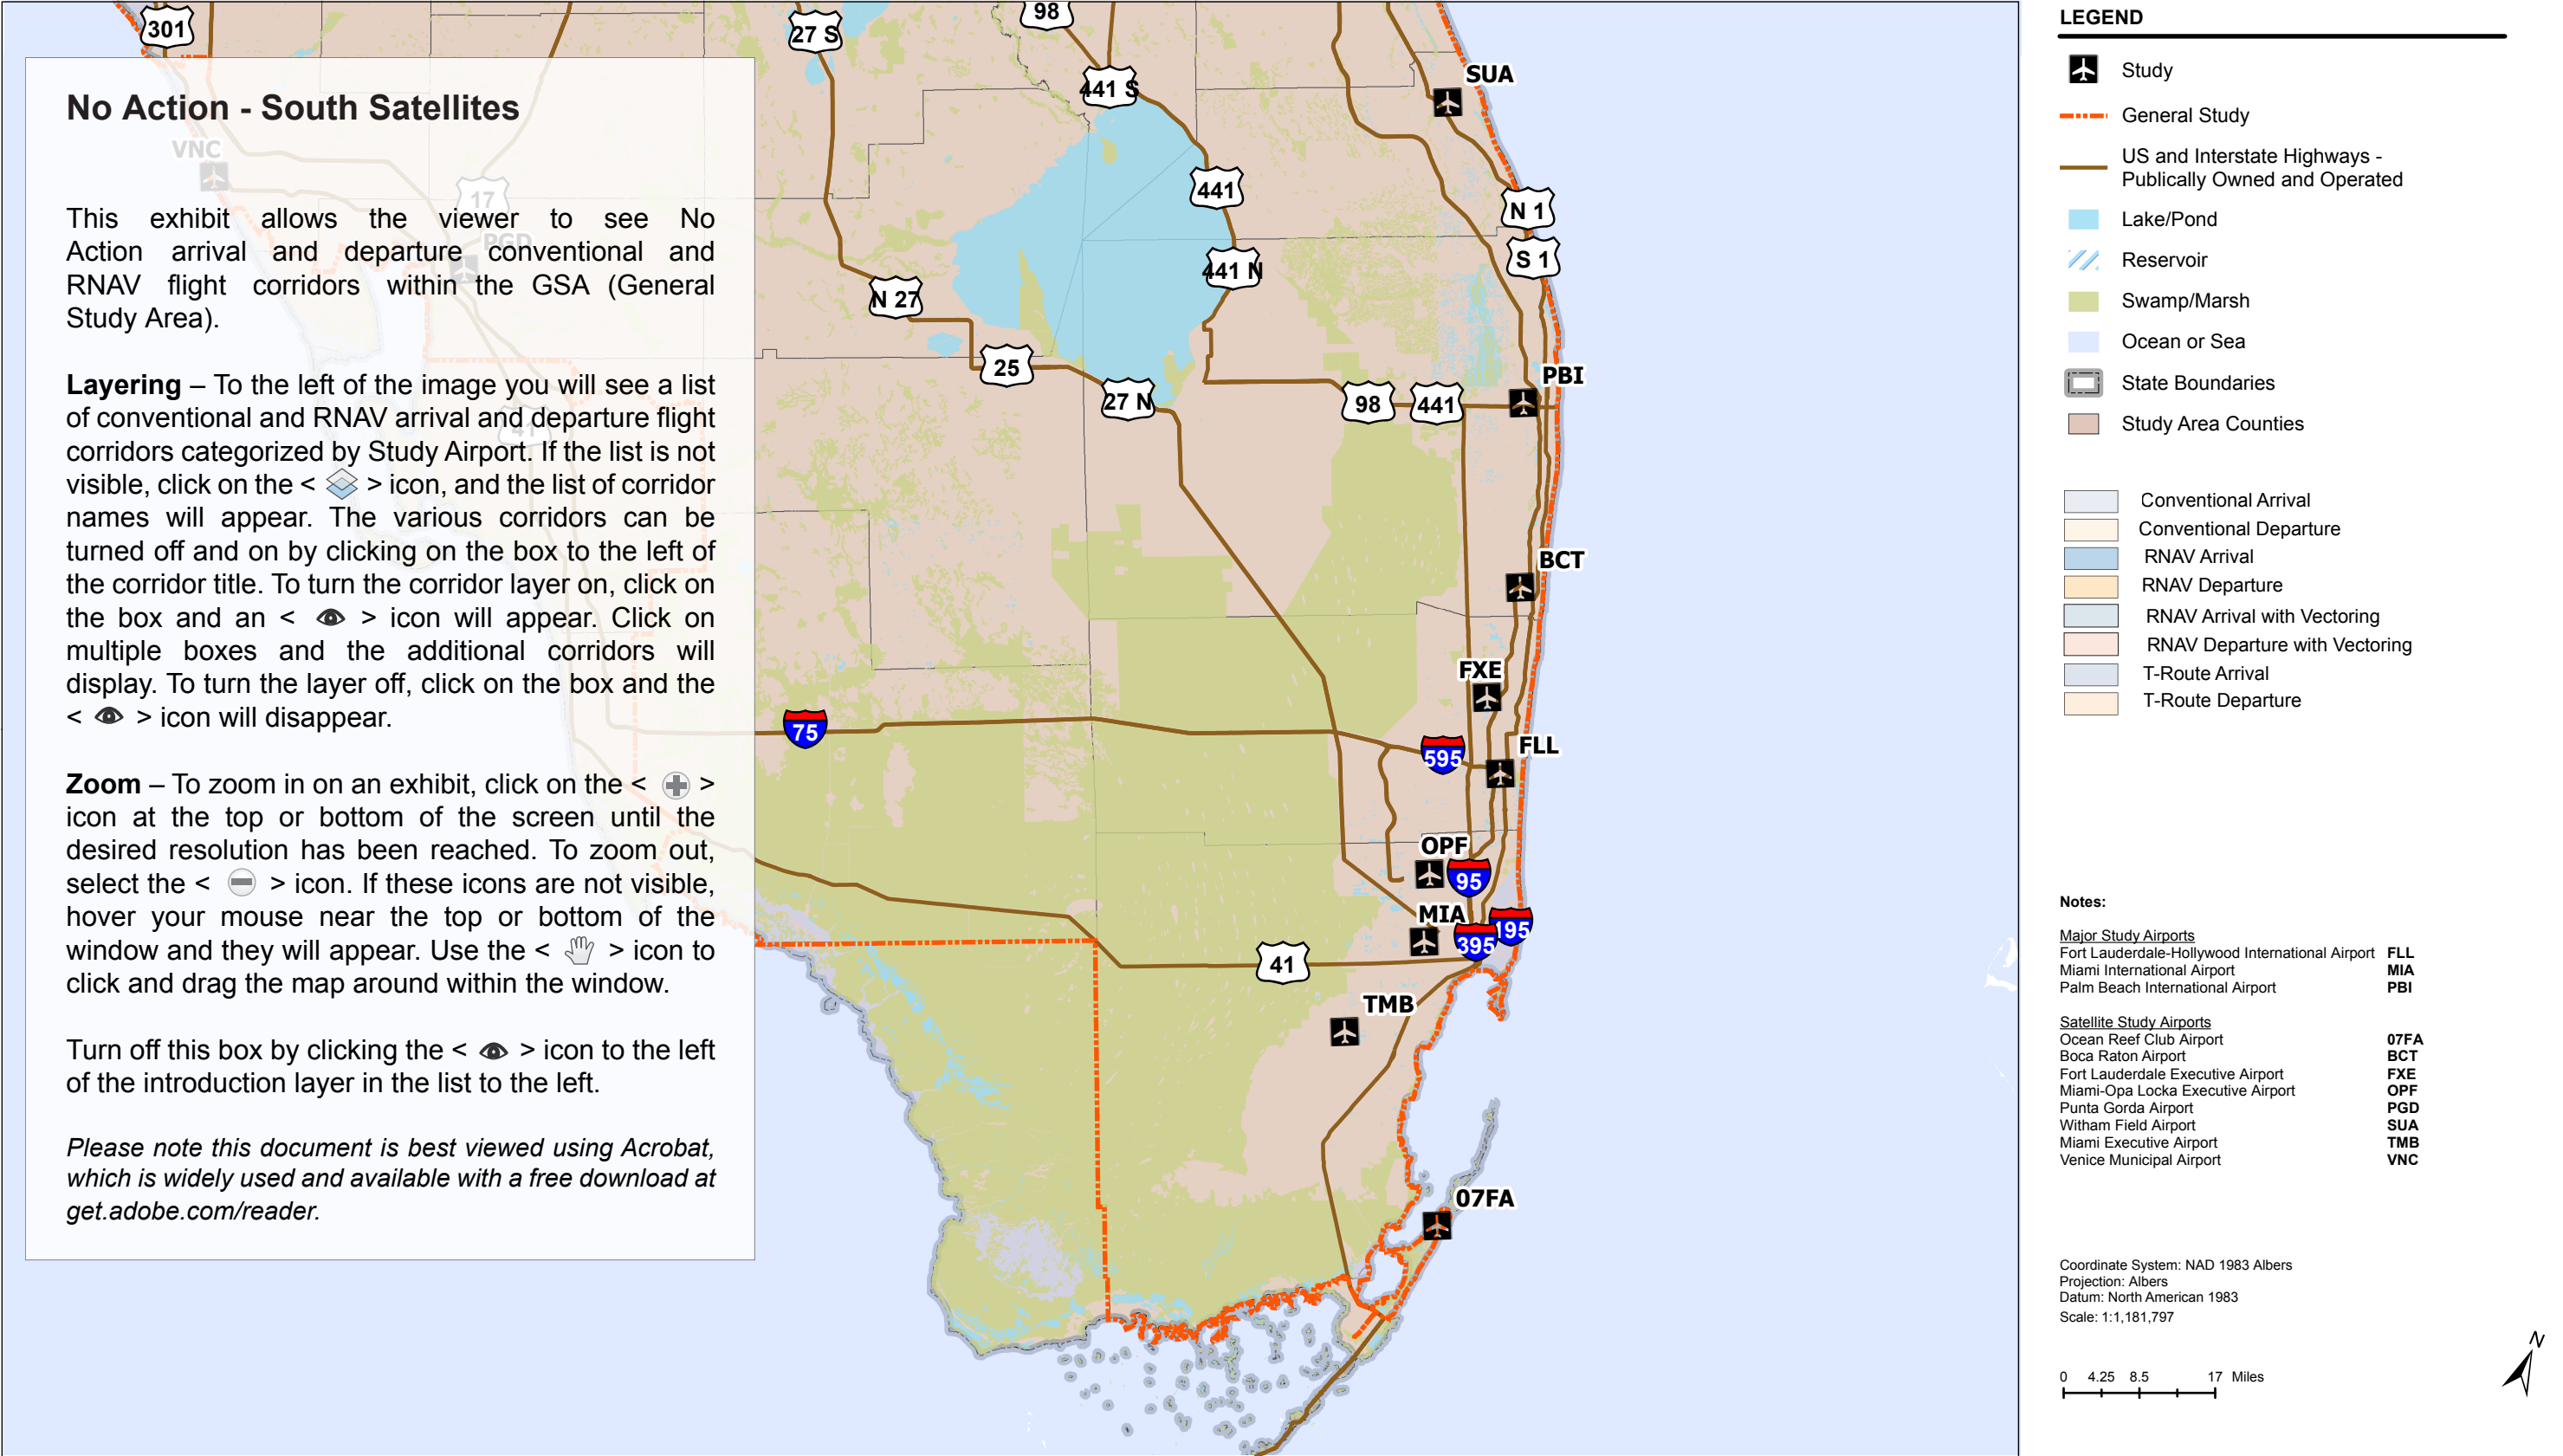 No Action - South Satellites
This exhibit allows the viewer to see No
Action arrival and departure conventional and
RNAV flight corridors within the GSA (General
Study Area).
Layering – To the left of the image you will see a list
of conventional and RNAV arrival and departure flight
corridors categorized by Study Airport. If the list is not
visible, click on the < > icon, and the list of corridor
names will appear. The various corridors can be
turned off and on by clicking on the box to the left of
the corridor title. To turn the corridor layer on, click on
the box and an < > icon will appear. Click on
multiple boxes and the additional corridors will
display. To turn the layer off, click on the box and the
< > icon will disappear.
Zoom – To zoom in on an exhibit, click on the < >
icon at the top or bottom of the screen until the
desired resolution has been reached. To zoom out,
select the < > icon. If these icons are not visible,
hover your mouse near the top or bottom of the
window and they will appear. Use the < > icon to
click and drag the map around within the window.
Turn off this box by clicking the < > icon to the left
of the introduction layer in the list to the left.
Please note this document is best viewed using Acrobat,
which is widely used and available with a free download at
get.adobe.com/reader.
301
VNC
17
PGD
41
27 S
98
441 S
SUA
441
N 1
441 N
S 1
N 27
25
27 N
98
441
PBI
BCT
FXE
75
595
FLL
OPF
95
MIA
195
395
41
TMB
07FA
LEGEND
Study
General Study
US and Interstate Highways -
Publically Owned and Operated
Lake/Pond
Reservoir
Swamp/Marsh
Ocean or Sea
State Boundaries
Study Area Counties
Conventional Arrival
Conventional Departure
RNAV Arrival
RNAV Departure
RNAV Arrival with Vectoring
RNAV Departure with Vectoring
T-Route Arrival
T-Route Departure
Notes:
Major Study Airports
Fort Lauderdale-Hollywood International Airport FLL
Miami International Airport MIA
Palm Beach International Airport PBI
Satellite Study Airports
Ocean Reef Club Airport 07FA
Boca Raton Airport BCT
Fort Lauderdale Executive Airport FXE
Miami-Opa Locka Executive Airport OPF
Punta Gorda Airport PGD
Witham Field Airport SUA
Miami Executive Airport TMB
Venice Municipal Airport VNC
Coordinate System: NAD 1983 Albers
Projection: Albers
Datum: North American 1983
Scale: 1:1,181,797
N
0 4.25 8.5 17 Miles